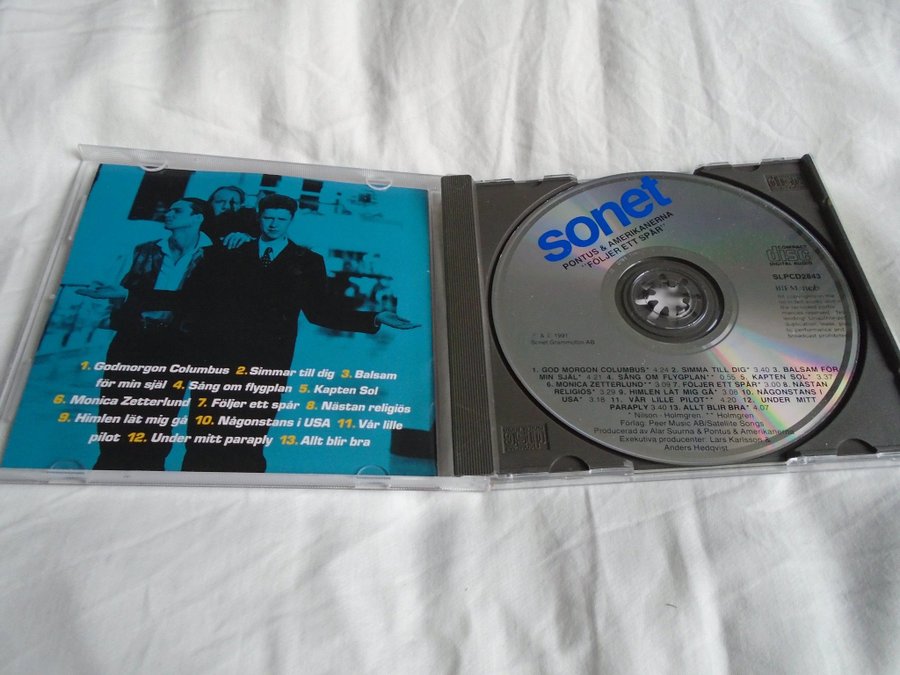 1. Godmorgon Columbus 2. Simmar till dig 3. Balsam
för min själ 4. Sång om flygplan 5. Kapten Sol
6. Monica Zetterlund 7. Följer ett spår 8. Nästan religiös
9. Himlen låt mig gå 10. Någonstans i USA 11. Vår lille
pilot 12. Under mitt paraply 13. Allt blir bra
sonet
PONTUS & AMERIKANERNA
"FÖLJER ETT SPÅR"
COMPACT
disc
DIGITAL AUDIO
SLPCD2843
℗ & © 1991
Sonet Grammofon AB
1. GOD MORGON COLUMBUS* 4:24 2. SIMMA TILL DIG* 3.40 3. BALSAM FÖR
MIN SJÄL* 4:21 4. SÅNG OM FLYGPLAN** 0:55 5. KAPTEN SOL* 3.37
6. MONICA ZETTERLUND** 3:09 7. FÖLJER ETT SPÅR* 3.00 8. NÄSTAN
RELIGIÖS* 3:29 9. HIMLEN LÅT MIG GÅ* 3:08 10. NÅGONSTANS I
USA* 3.18 11. VÅR LILLE PILOT** 4.20 12. UNDER MITT
PARAPLY 3:40 13. ALLT BLIR BRA* 4:07
* Nilson - Holmgren ** Holmgren
Förlag: Peer Music AB/Satellite Songs
Producerad av Alar Suurna & Pontus & Amerikanerna
Exekutiva producenter: Lars Karlsson &
Anders Hedqvist